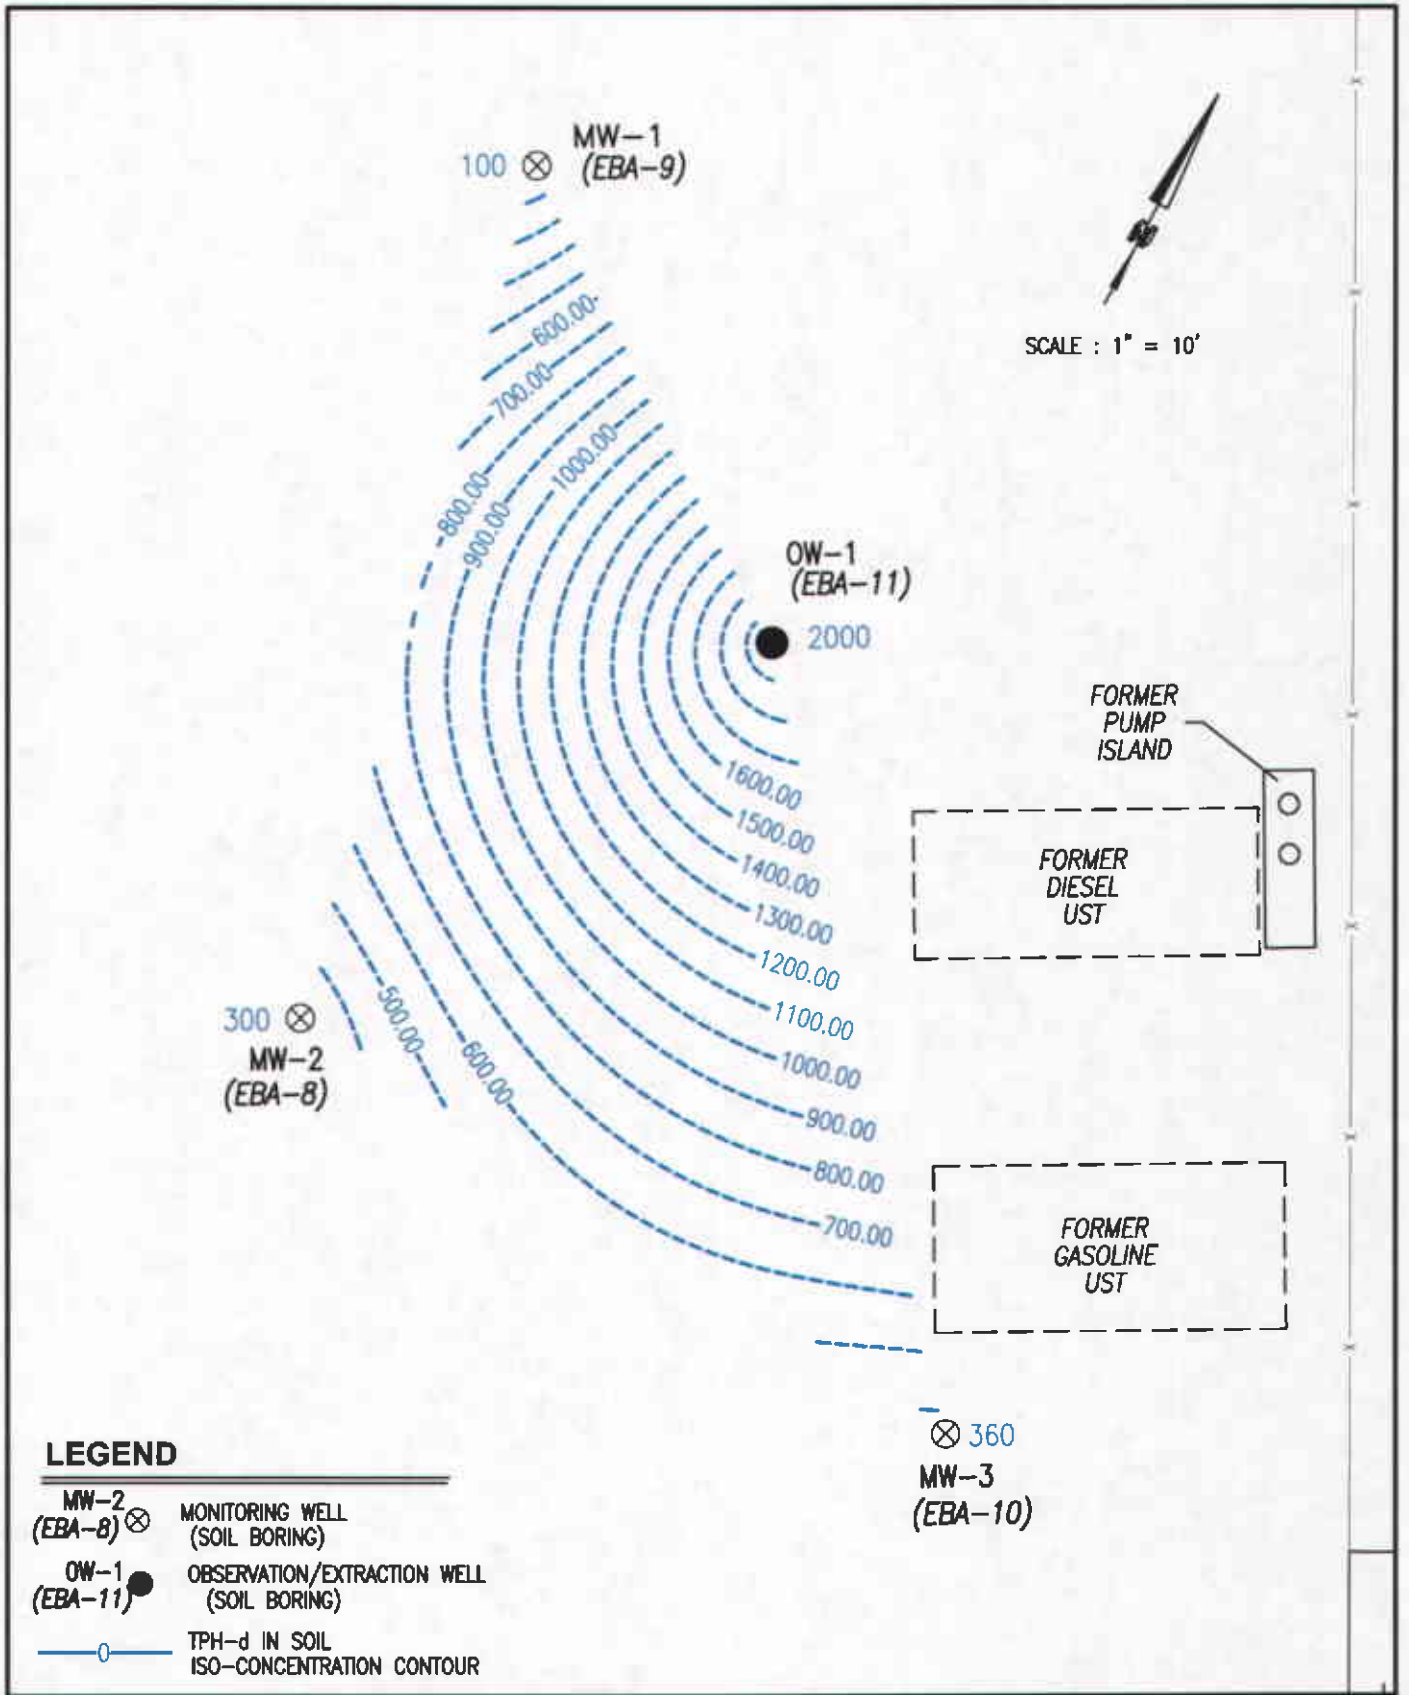 MW-1
100
(EBA-9)
SCALE : 1" = 10'
600.00
700.00
1000.00
800.00
900.00
OW-1
(EBA-11)
2000
FORMER
PUMP
ISLAND
1600.00
1500.00
1400.00
1300.00
1200.00
1100.00
1000.00
900.00
800.00
700.00
FORMER
DIESEL
UST
300
MW-2
(EBA-8)
500.00
600.00
FORMER
GASOLINE
UST
360
MW-3
(EBA-10)
LEGEND
MW-2
(EBA-8)
MONITORING WELL
(SOIL BORING)
OW-1
(EBA-11)
OBSERVATION/EXTRACTION WELL
(SOIL BORING)
0
TPH-d IN SOIL
ISO-CONCENTRATION CONTOUR